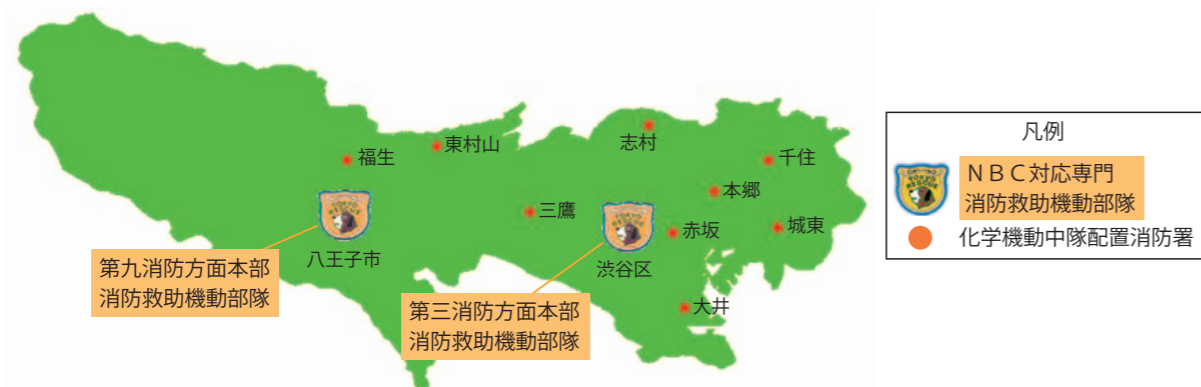 志村
東村山
福生
千住
本郷
三鷹
赤坂
城東
八王子市
渋谷区
大井
第九消防方面本部
消防救助機動部隊
第三消防方面本部
消防救助機動部隊
凡例
ＮＢＣ対応専門
消防救助機動部隊
化学機動中隊配置消防署
TOKYO
RESCUE